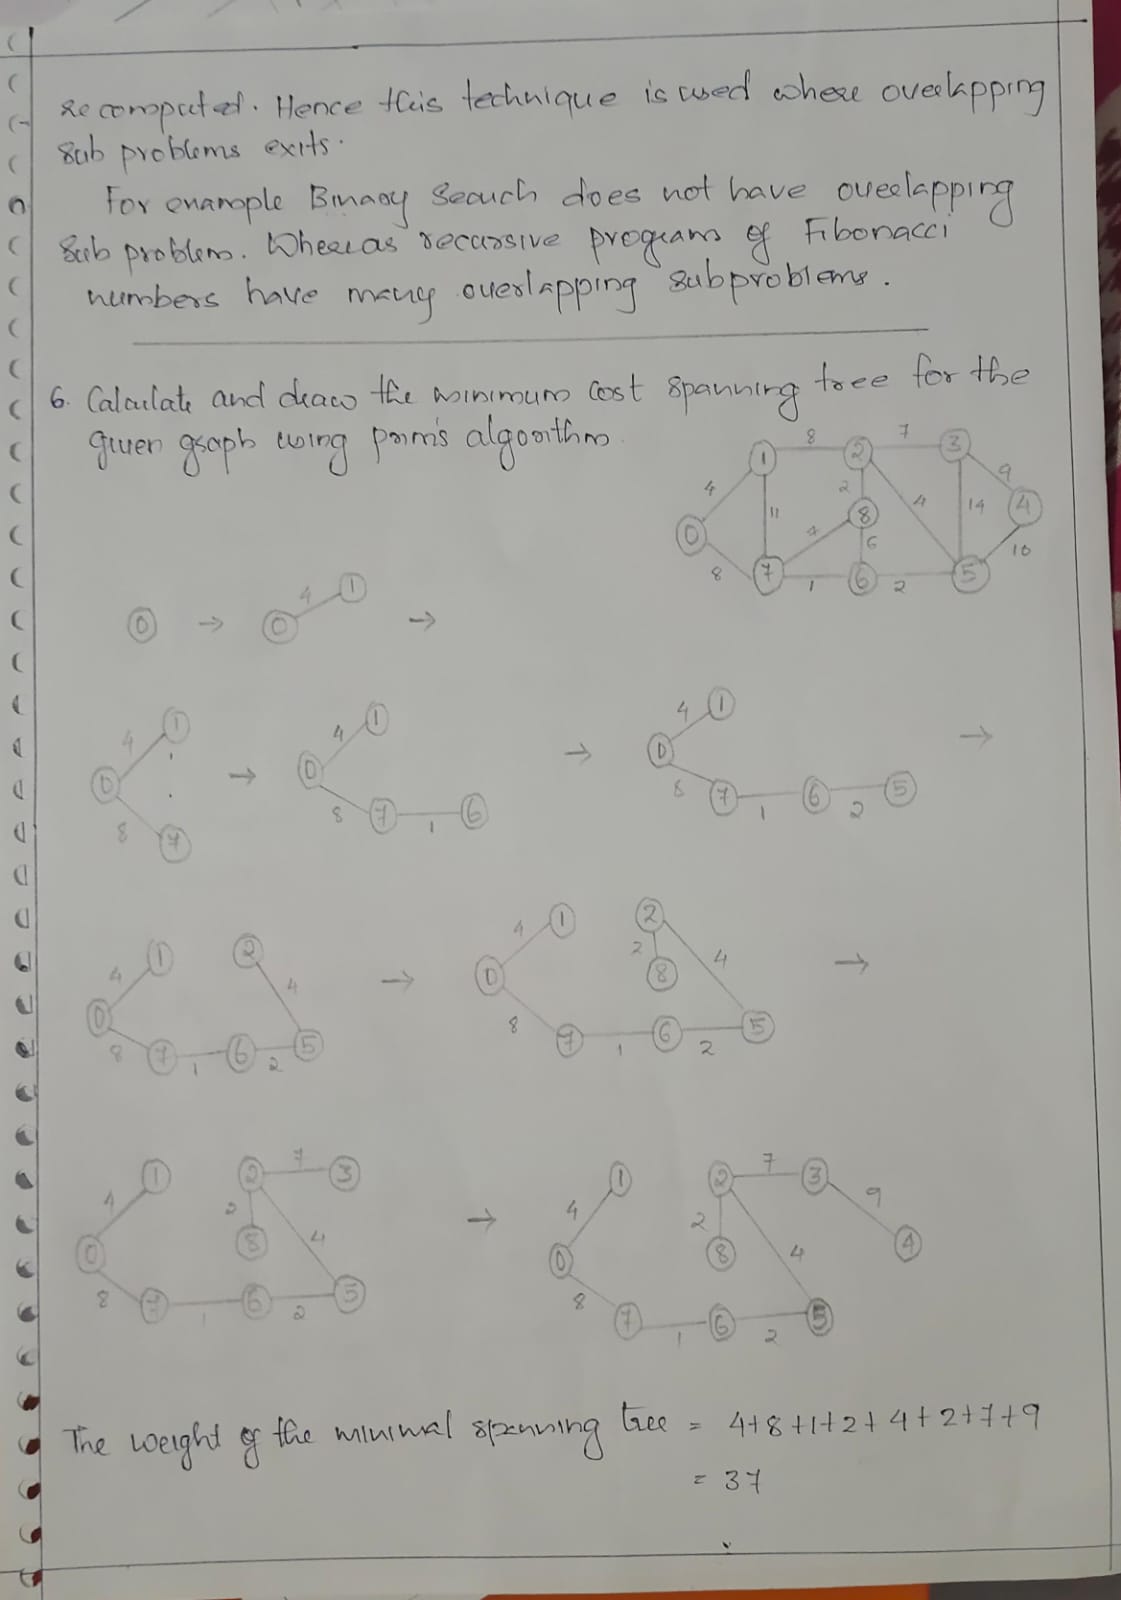 recomputed. Hence this technique is used where overlapping
sub problems exits.
For example Binary Search does not have overlapping
sub problem. Whereas recursive program of Fibonacci
numbers have many overlapping subproblems.
6. Calculate and draw the minimum cost spanning tree for the
given graph using prim's algorithm.
8 7
1 2 3
4 11 2 4 14 9
0 8 4
4 6 10
8 7 1 6 2 5
0 → 0 4 1 →
4 1 4 1 4 1
0 → 0 → 0 →
8 7 8 7 1 6 8 7 1 6 2 5
4 1 2 4 → 4 1 2 2 8 4 →
0 8 7 1 6 2 5 0 8 7 1 6 2 5
4 1 2 7 3 2 8 4 → 4 1 2 7 3 9 2 8 4 4
0 8 7 1 6 2 5 0 8 7 1 6 2 5
The weight of the minimal spanning tree = 4+8+1+2+4+2+7+9
= 37